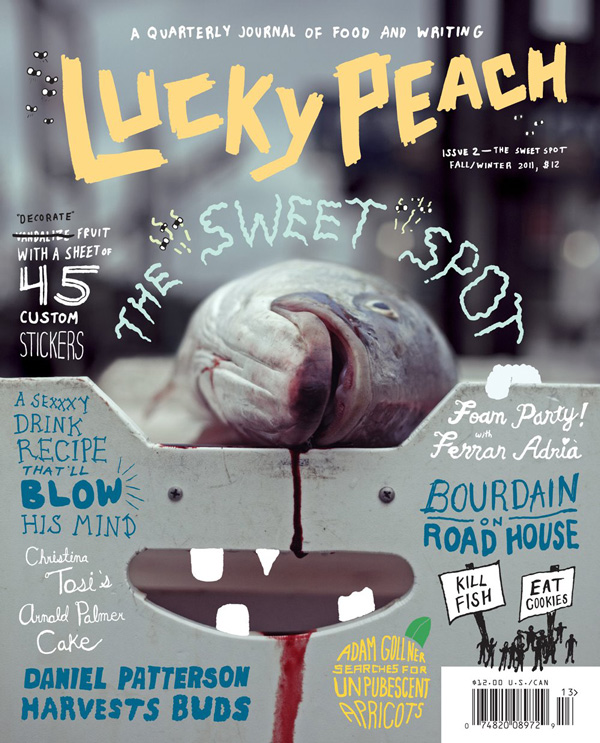 A QUARTERLY JOURNAL OF FOOD AND WRITING
LUCKY PEACH
ISSUE 2—THE SWEET SPOT
FALL/WINTER 2011, $12
THE SWEET SPOT
"DECORATE"
VANDALIZE FRUIT
WITH A SHEET OF
45
CUSTOM
STICKERS
A SEXXXY
DRINK
RECIPE
THAT'LL
BLOW
HIS MIND
Christina
Tosi's
Arnold Palmer
Cake
DANIEL PATTERSON
HARVESTS BUDS
Foam Party!
with
Ferran Adrià
BOURDAIN
ON
ROAD HOUSE
KILL
FISH
EAT
COOKIES
ADAM GOLLNER
SEARCHES FOR
UNPUBESCENT
APRICOTS
$12.00 U.S./CAN
13>
0 74820 08972 9